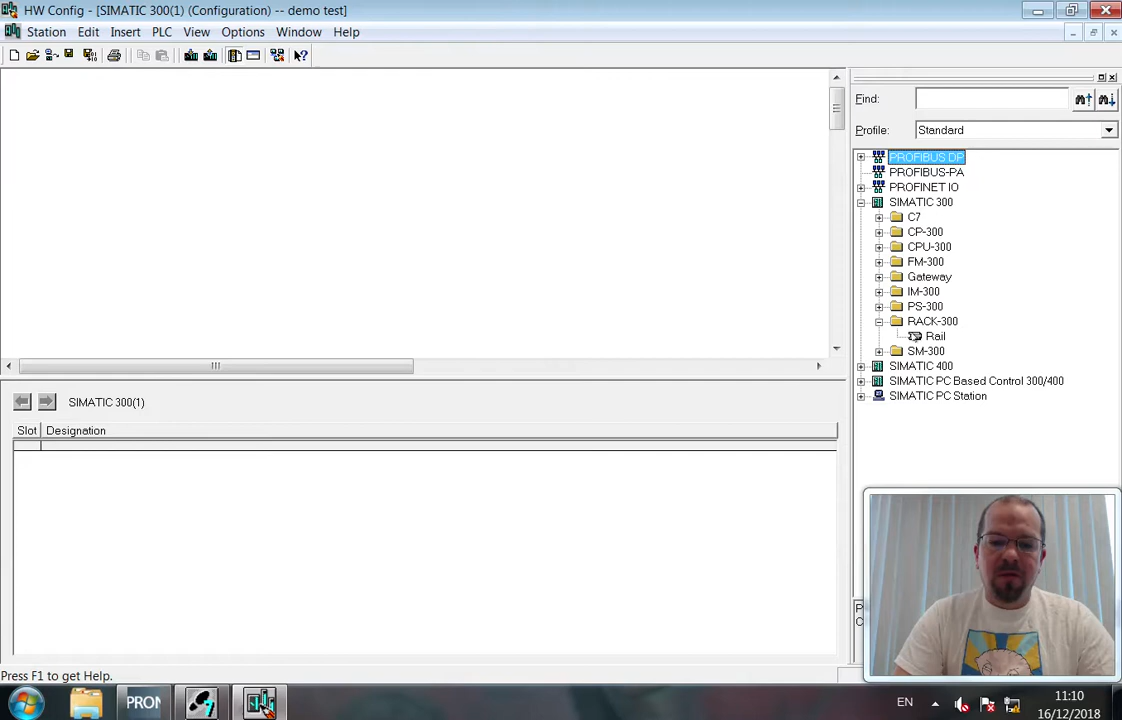 HW Config - [SIMATIC 300(1) (Configuration) -- demo test]
Station Edit Insert PLC View Options Window Help
Find:
Profile: Standard
PROFIBUS DP
PROFIBUS-PA
PROFINET IO
SIMATIC 300
C7
CP-300
CPU-300
FM-300
Gateway
IM-300
PS-300
RACK-300
Rail
SM-300
SIMATIC 400
SIMATIC PC Based Control 300/400
SIMATIC PC Station
SIMATIC 300(1)
Slot Designation
Press F1 to get Help.
PRON
EN
11:10
16/12/2018